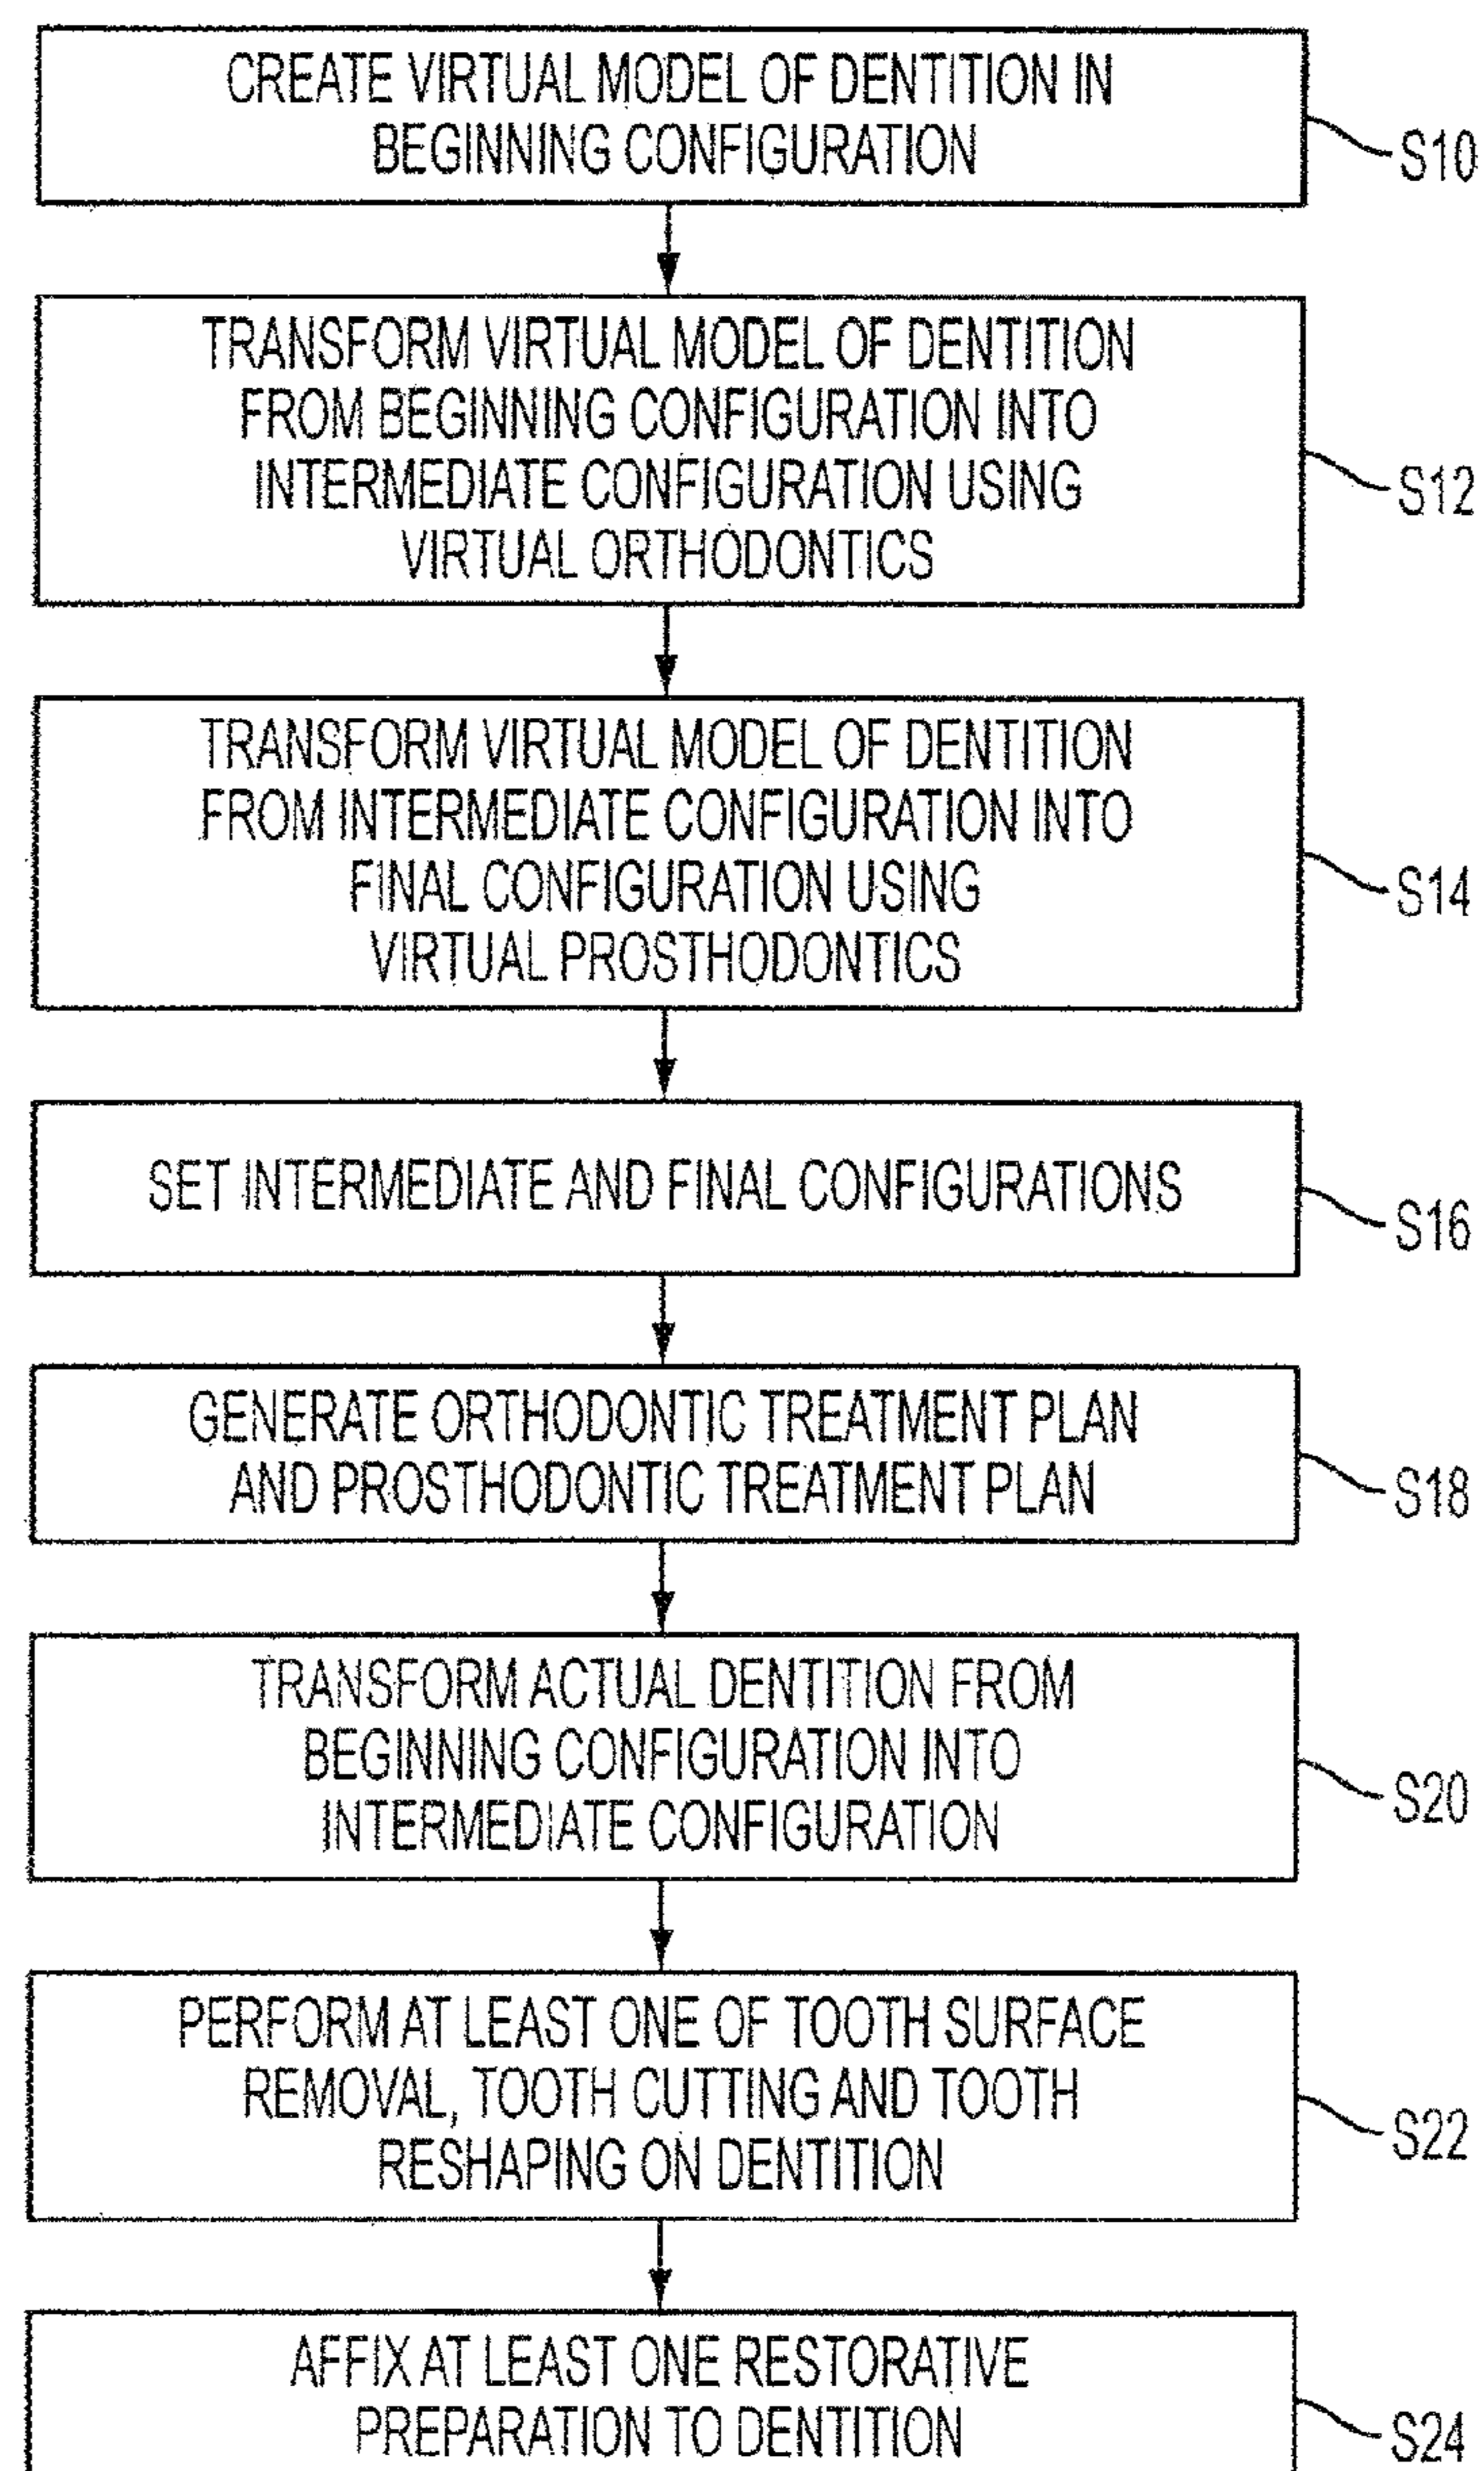 CREATE VIRTUAL MODEL OF DENTITION IN
BEGINNING CONFIGURATION
S10
TRANSFORM VIRTUAL MODEL OF DENTITION
FROM BEGINNING CONFIGURATION INTO
INTERMEDIATE CONFIGURATION USING
VIRTUAL ORTHODONTICS
S12
TRANSFORM VIRTUAL MODEL OF DENTITION
FROM INTERMEDIATE CONFIGURATION INTO
FINAL CONFIGURATION USING
VIRTUAL PROSTHODONTICS
S14
SET INTERMEDIATE AND FINAL CONFIGURATIONS
S16
GENERATE ORTHODONTIC TREATMENT PLAN
AND PROSTHODONTIC TREATMENT PLAN
S18
TRANSFORM ACTUAL DENTITION FROM
BEGINNING CONFIGURATION INTO
INTERMEDIATE CONFIGURATION
S20
PERFORM AT LEAST ONE OF TOOTH SURFACE
REMOVAL, TOOTH CUTTING AND TOOTH
RESHAPING ON DENTITION
S22
AFFIX AT LEAST ONE RESTORATIVE
PREPARATION TO DENTITION
S24